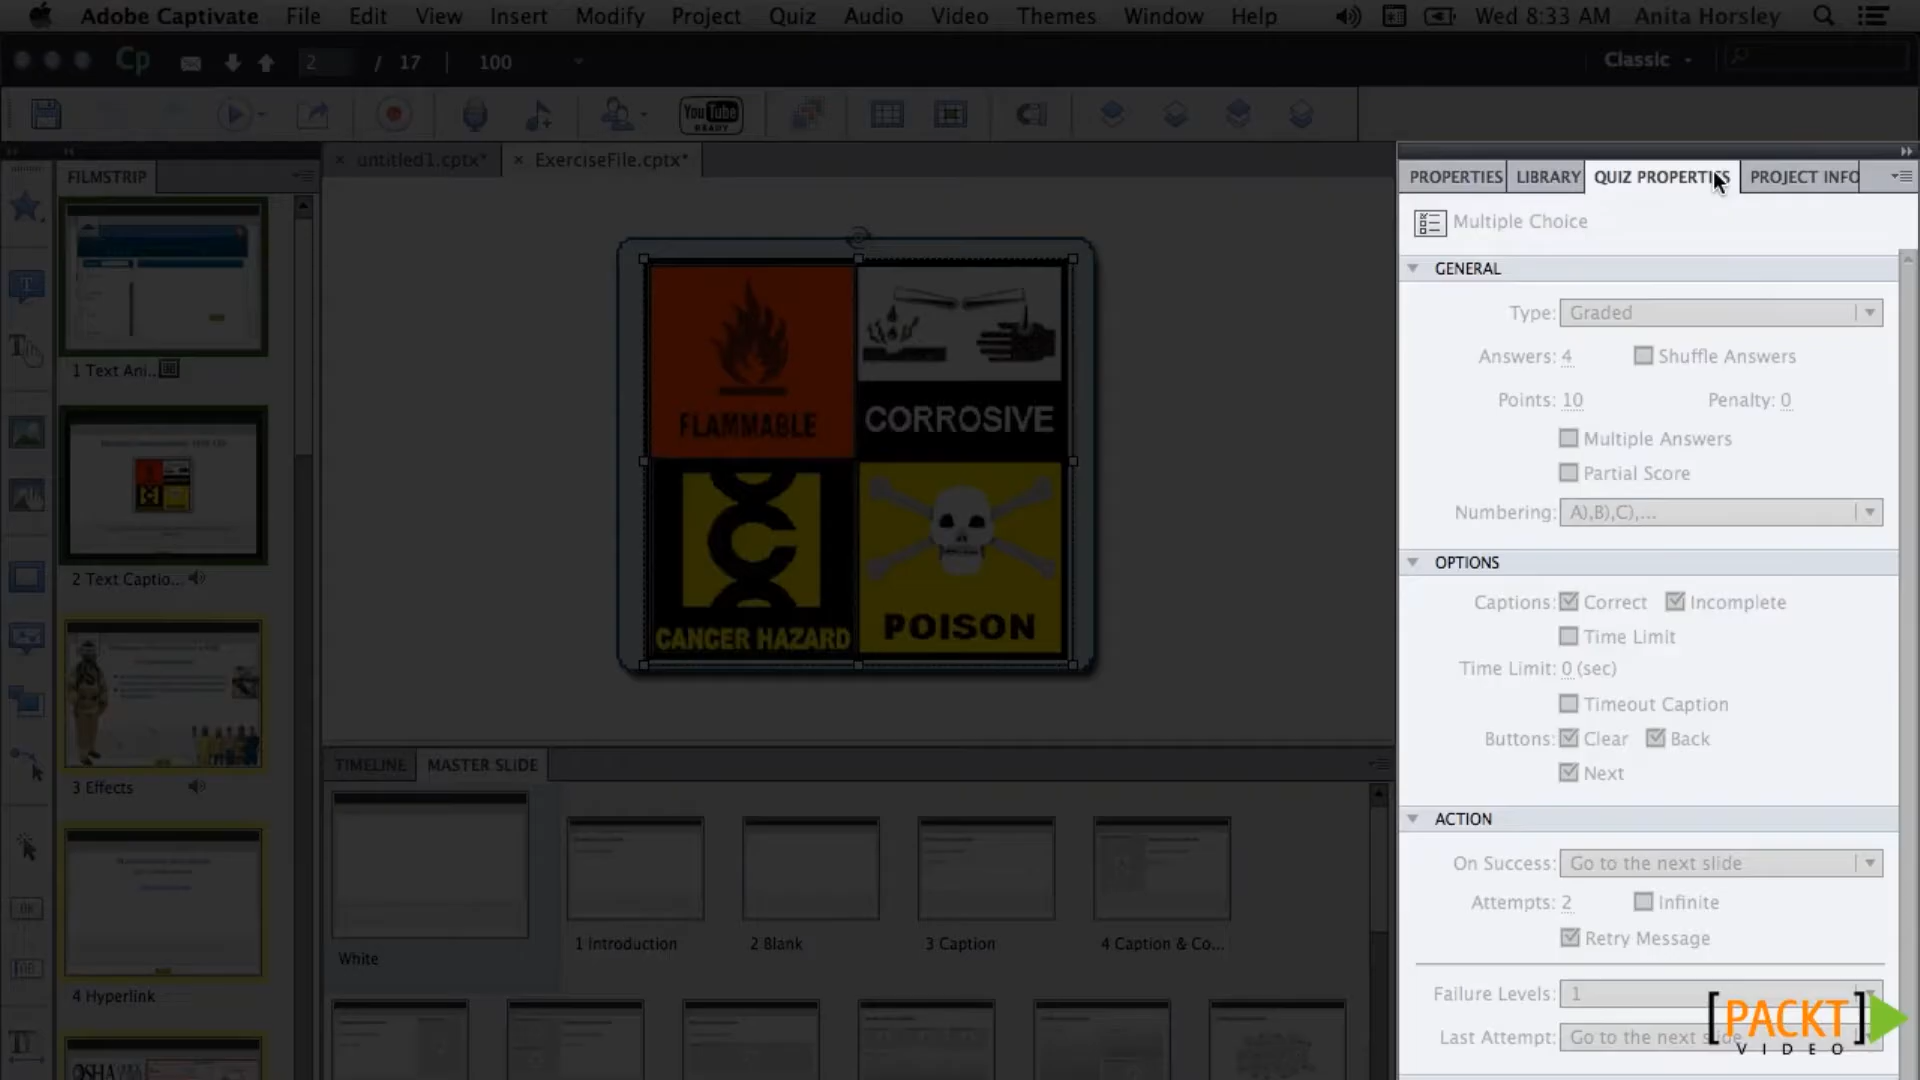 Adobe Captivate File Edit View Insert Modify Project Quiz Audio Video Themes Window Help Wed 8:33 AM Anita Horsley
Cp 2 / 17 100 Classic
You Tube READY
× untitled1.cptx* × ExerciseFile.cptx*
FILMSTRIP
1 Text Ani...
2 Text Captio...
3 Effects
4 Hyperlink
OSHA
FLAMMABLE
CORROSIVE
CANCER HAZARD
POISON
TIMELINE MASTER SLIDE
White
1 Introduction
2 Blank
3 Caption
4 Caption & Co...
PROPERTIES LIBRARY QUIZ PROPERTIES PROJECT INFO
Multiple Choice
GENERAL
Type: Graded
Answers: 4 Shuffle Answers
Points: 10 Penalty: 0
Multiple Answers
Partial Score
Numbering: A),B),C),...
OPTIONS
Captions: Correct Incomplete
Time Limit
Time Limit: 0 (sec)
Timeout Caption
Buttons: Clear Back
Next
ACTION
On Success: Go to the next slide
Attempts: 2 Infinite
Retry Message
Failure Levels: 1
Last Attempt: Go to the next slide
[PACKT]
VIDEO